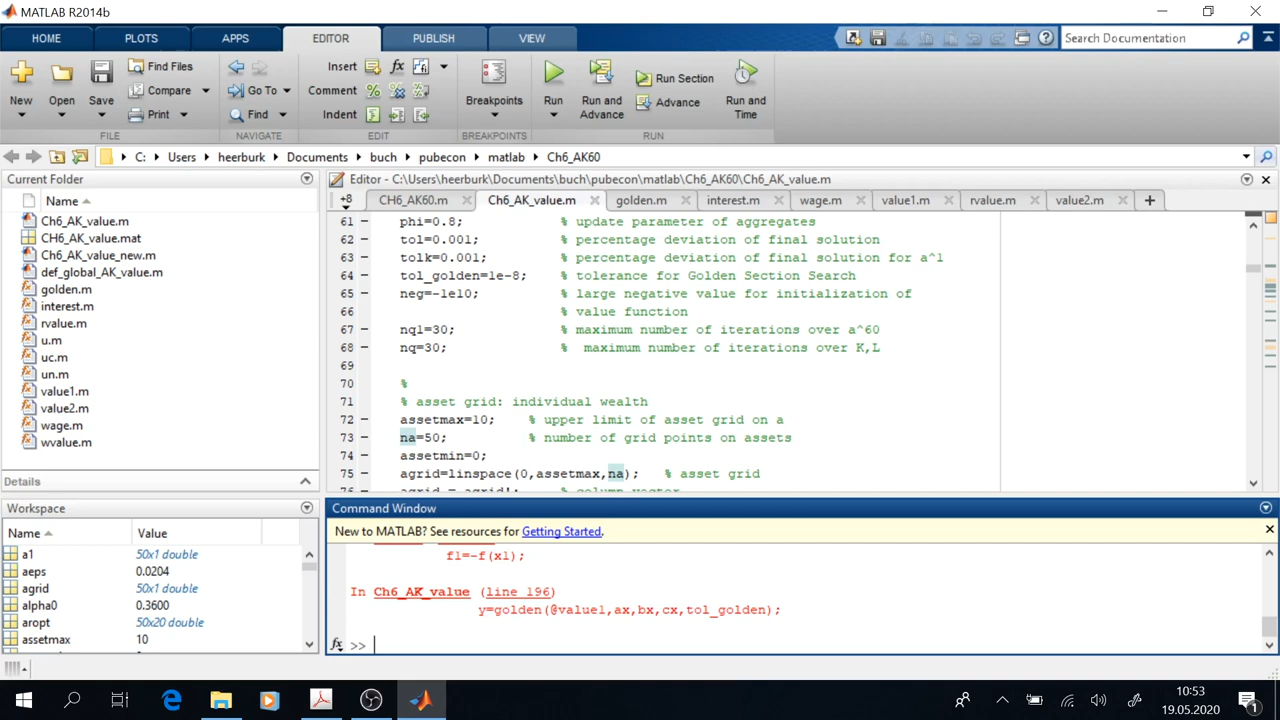 MATLAB R2014b
HOME PLOTS APPS EDITOR PUBLISH VIEW Search Documentation
Find Files Insert fx Run Section
Compare Go To Comment Advance
New Open Save Print Find Indent Breakpoints Run Run and Advance Run and Time
FILE NAVIGATE EDIT BREAKPOINTS RUN
C: Users heerburk Documents buch pubecon matlab Ch6_AK60
Current Folder
Name
Ch6_AK_value.m
CH6_AK_value.mat
Ch6_AK_value_new.m
def_global_AK_value.m
golden.m
interest.m
rvalue.m
u.m
uc.m
un.m
value1.m
value2.m
wage.m
wvalue.m
Details
Workspace
Name Value
a1 50x1 double
aeps 0.0204
agrid 50x1 double
alpha0 0.3600
aropt 50x20 double
assetmax 10
Editor - C:\Users\heerburk\Documents\buch\pubecon\matlab\Ch6_AK60\Ch6_AK_value.m
+8 CH6_AK60.m Ch6_AK_value.m golden.m interest.m wage.m value1.m rvalue.m value2.m +
61 - phi=0.8; % update parameter of aggregates
62 - tol=0.001; % percentage deviation of final solution
63 - tolk=0.001; % percentage deviation of final solution for a^1
64 - tol_golden=1e-8; % tolerance for Golden Section Search
65 - neg=-1e10; % large negative value for initialization of
66 % value function
67 - nq1=30; % maximum number of iterations over a^60
68 - nq=30; % maximum number of iterations over K,L
69
70 %
71 % asset grid: individual wealth
72 - assetmax=10; % upper limit of asset grid on a
73 - na=50; % number of grid points on assets
74 - assetmin=0;
75 - agrid=linspace(0,assetmax,na); % asset grid
Command Window
New to MATLAB? See resources for Getting Started.
f1=-f(x1);
In Ch6_AK_value (line 196)
y=golden(@value1,ax,bx,cx,tol_golden);
fx >>
10:53
19.05.2020
1